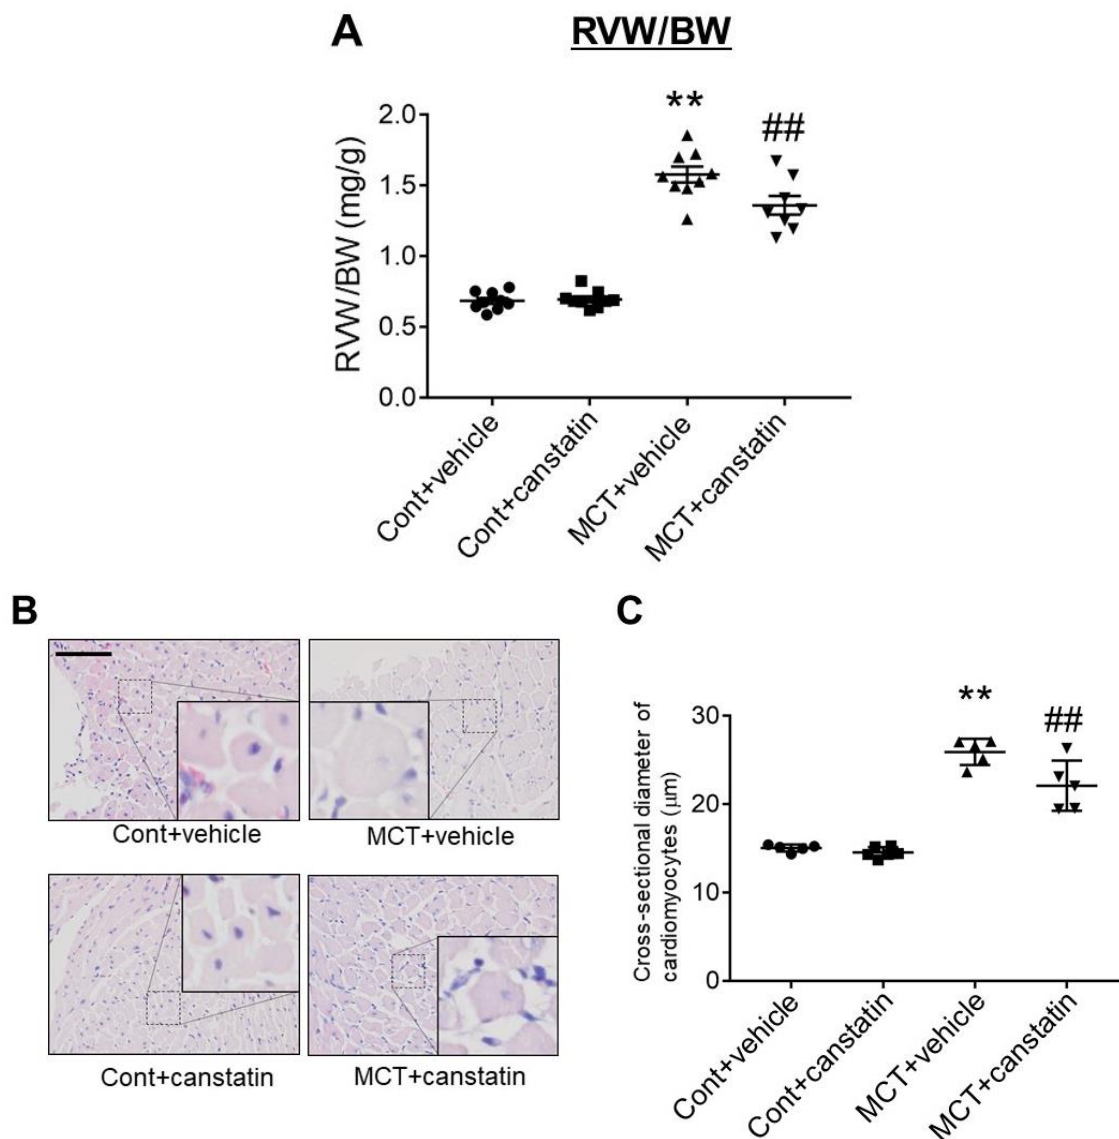 A
RVW/BW
RVW/BW (mg/g)
2.0
1.5
1.0
0.5
0.0
**
##
Cont+vehicle
Cont+canstatin
MCT+vehicle
MCT+canstatin
B
Cont+vehicle
MCT+vehicle
Cont+canstatin
MCT+canstatin
C
Cross-sectional diameter of
cardiomyocytes (μm)
30
20
10
0
**
##
Cont+vehicle
Cont+canstatin
MCT+vehicle
MCT+canstatin